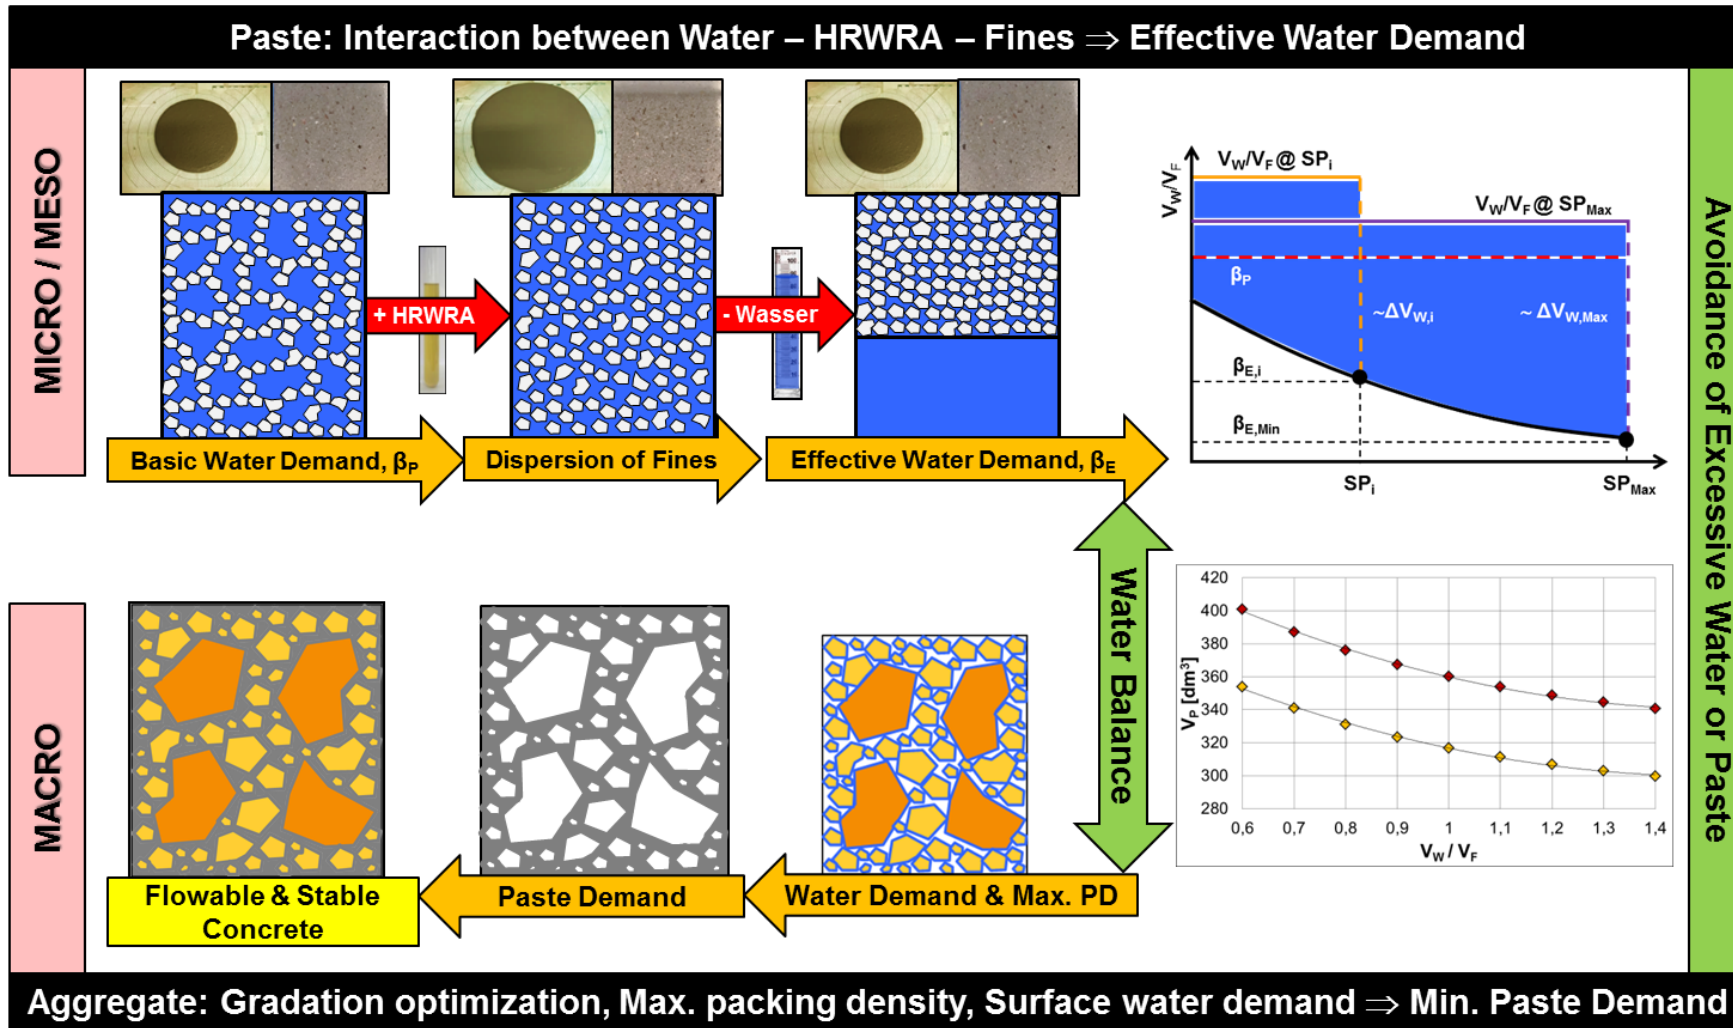 Paste: Interaction between Water – HRWRA – Fines ⇒ Effective Water Demand
MICRO / MESO
+ HRWRA
- Wasser
Basic Water Demand, βP
Dispersion of Fines
Effective Water Demand, βE
VW/VF
VW/VF @ SPi
VW/VF @ SPMax
βP
~ΔVW,i
~ ΔVW,Max
βE,i
βE,Min
SPi
SPMax
Avoidance of Excessive Water or Paste
Water Balance
MACRO
Flowable & Stable
Concrete
Paste Demand
Water Demand & Max. PD
VP [dm³]
420
400
380
360
340
320
300
280
0,6 0,7 0,8 0,9 1 1,1 1,2 1,3 1,4
VW / VF
Aggregate: Gradation optimization, Max. packing density, Surface water demand ⇒ Min. Paste Demand